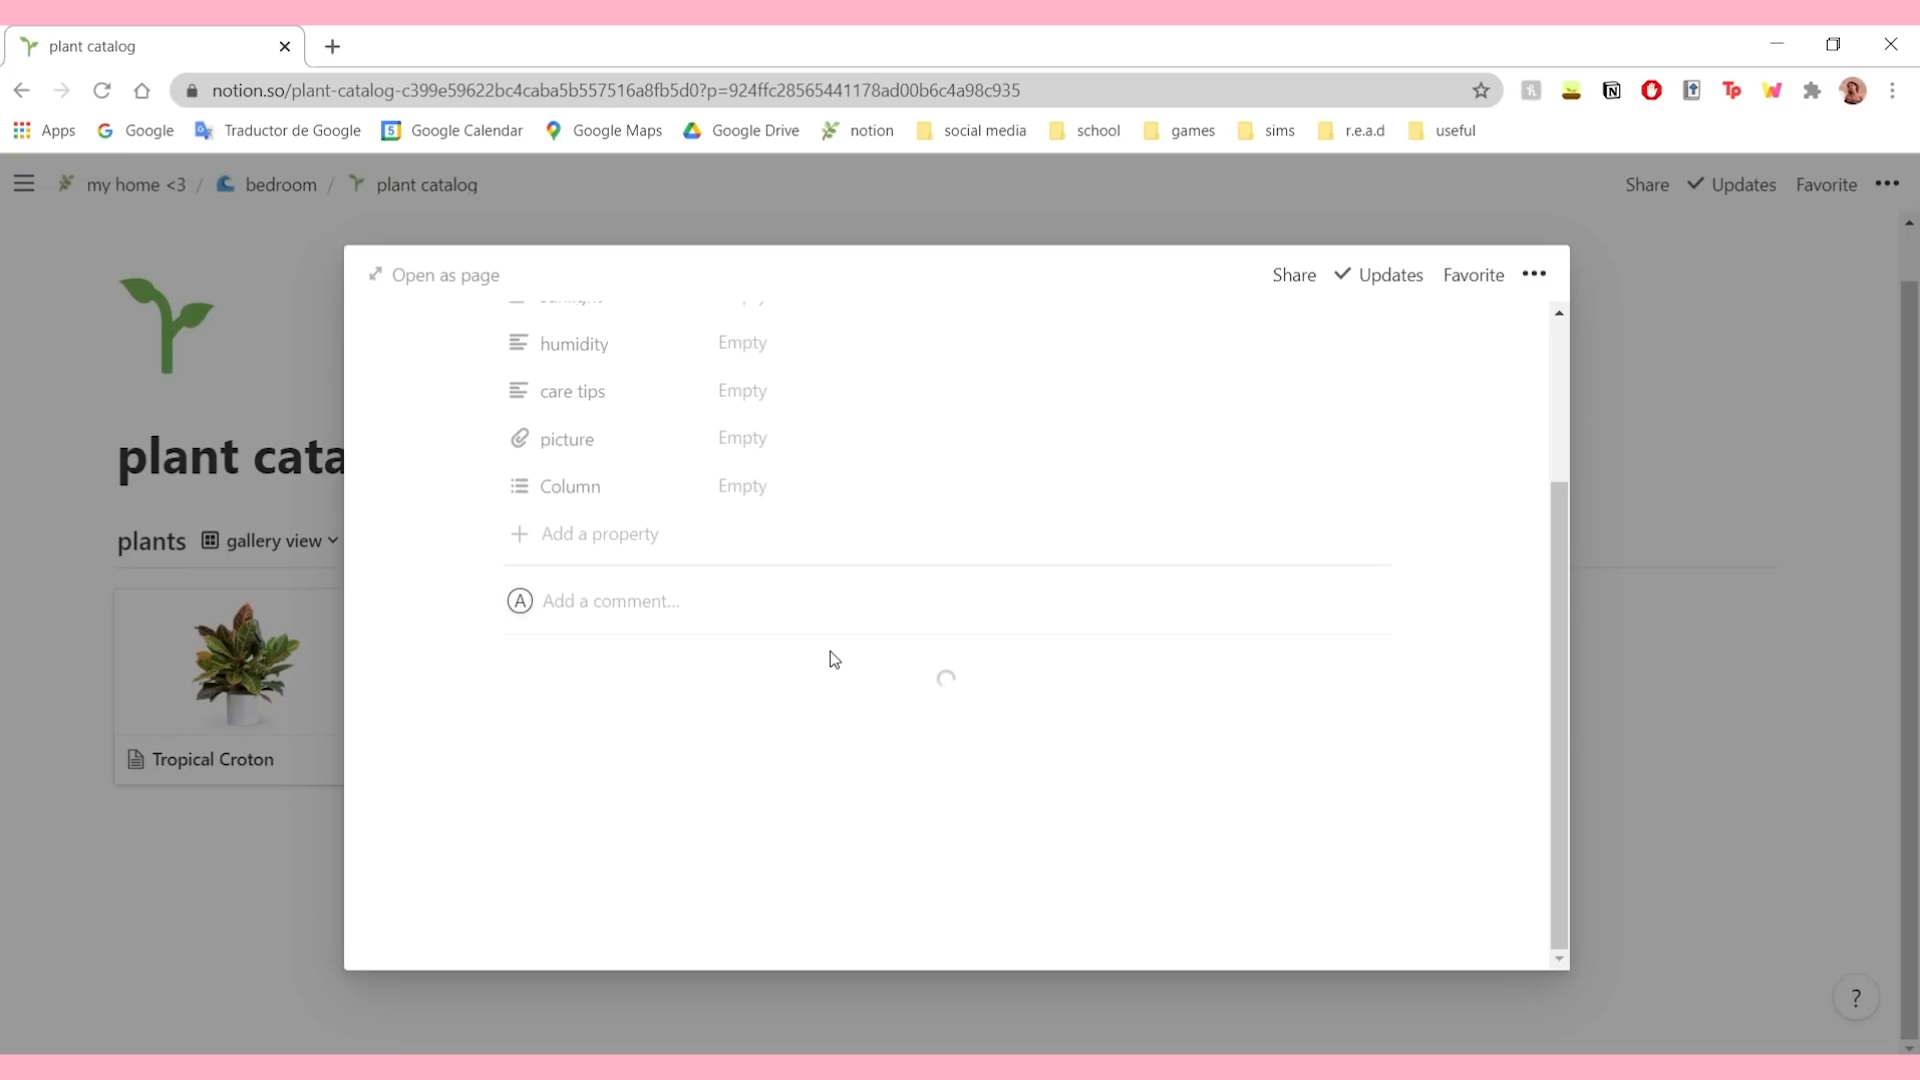 plant catalog
notion.so/plant-catalog-c399e59622bc4caba5b557516a8fb5d0?p=924ffc28565441178ad00b6c4a98c935
Tp
Apps Google Traductor de Google 5 Google Calendar Google Maps Google Drive notion social media school games sims r.e.a.d useful
my home <3 / bedroom / plant catalog Share Updates Favorite
Open as page Share Updates Favorite
humidity Empty
care tips Empty
plant cata
picture Empty
Column Empty
Add a property
plants gallery view
A Add a comment...
Tropical Croton
?